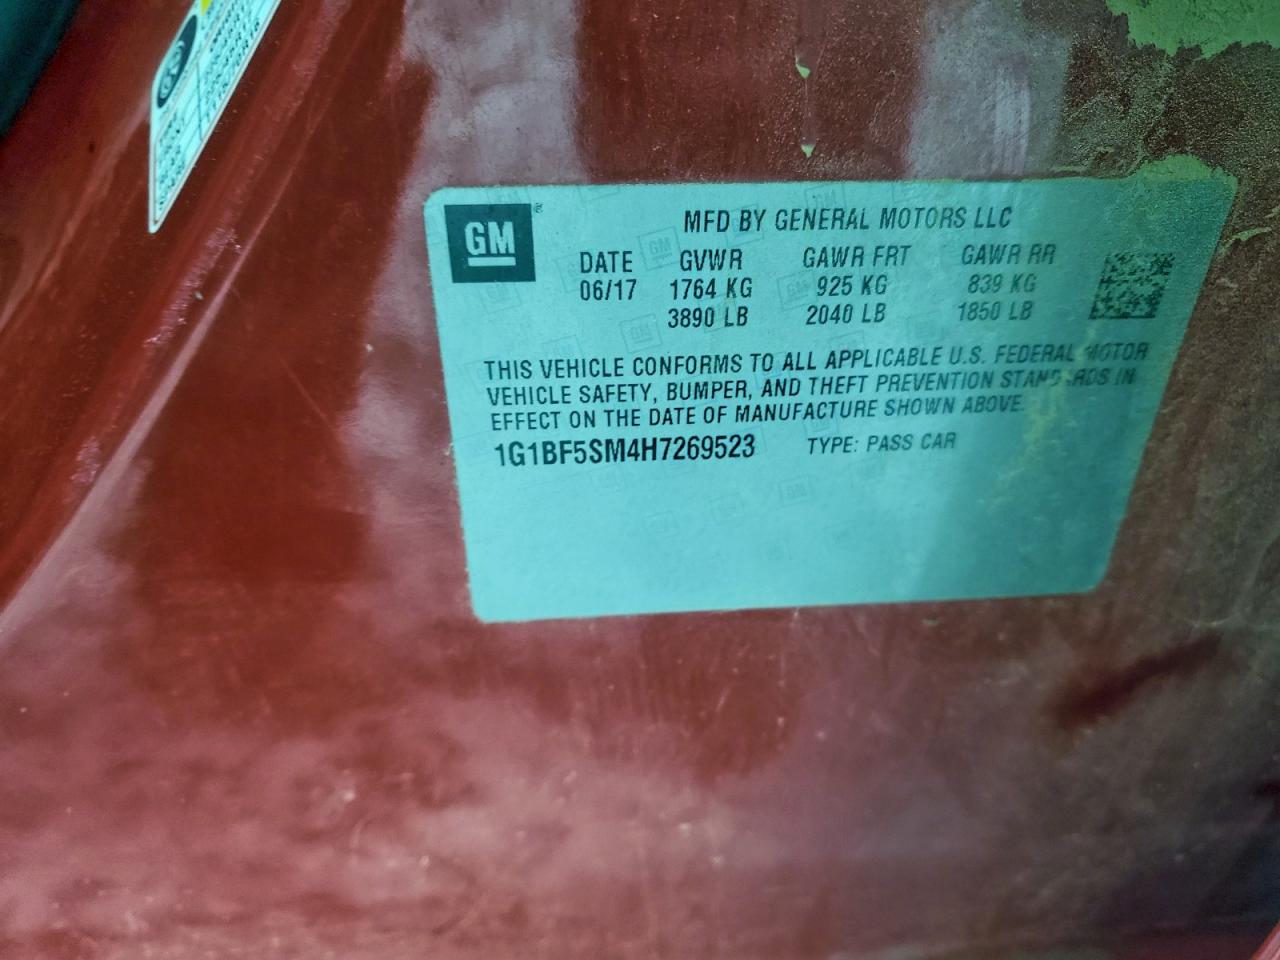 GM
MFD BY GENERAL MOTORS LLC
DATE GVWR GAWR FRT GAWR RR
06/17 1764 KG 925 KG 839 KG
3890 LB 2040 LB 1850 LB
THIS VEHICLE CONFORMS TO ALL APPLICABLE U.S. FEDERAL MOTOR
VEHICLE SAFETY, BUMPER, AND THEFT PREVENTION STANDARDS IN
EFFECT ON THE DATE OF MANUFACTURE SHOWN ABOVE.
1G1BF5SM4H7269523 TYPE: PASS CAR